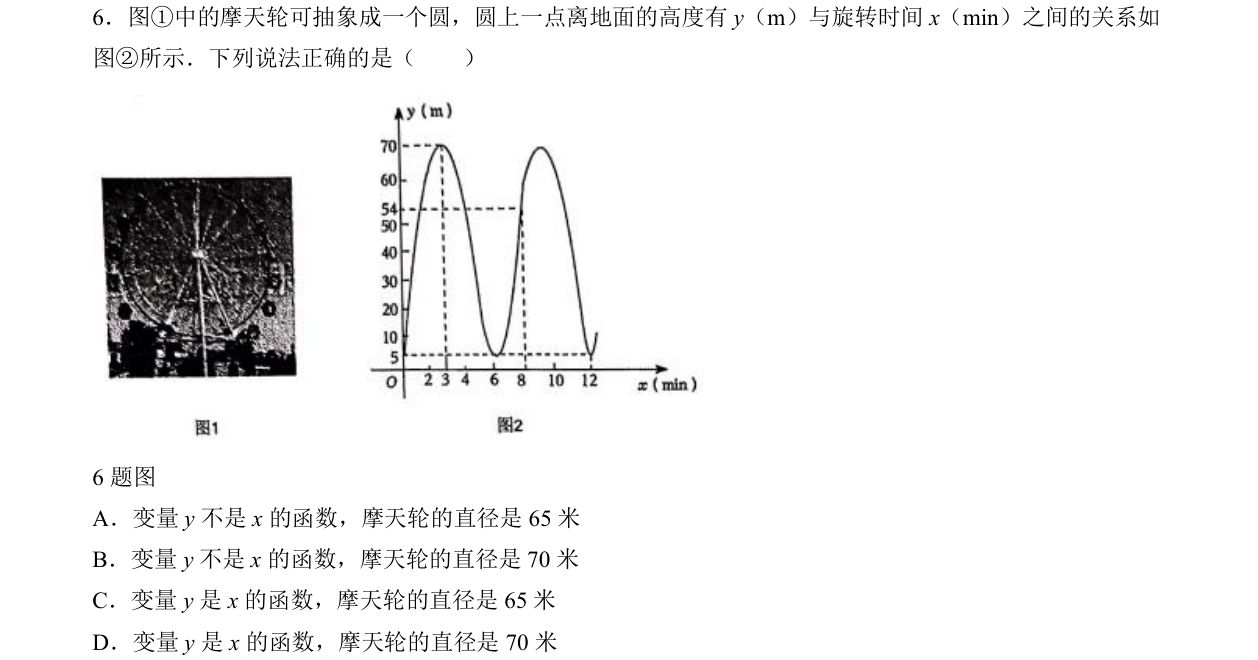 6．图①中的摩天轮可抽象成一个圆，圆上一点离地面的高度有 y（m）与旋转时间 x（min）之间的关系如
图②所示．下列说法正确的是（　　）
y(m)
70
60
54
50
40
30
20
10
5
O 2 3 4 6 8 10 12 x(min)
图1 图2
6 题图
A．变量 y 不是 x 的函数，摩天轮的直径是 65 米
B．变量 y 不是 x 的函数，摩天轮的直径是 70 米
C．变量 y 是 x 的函数，摩天轮的直径是 65 米
D．变量 y 是 x 的函数，摩天轮的直径是 70 米